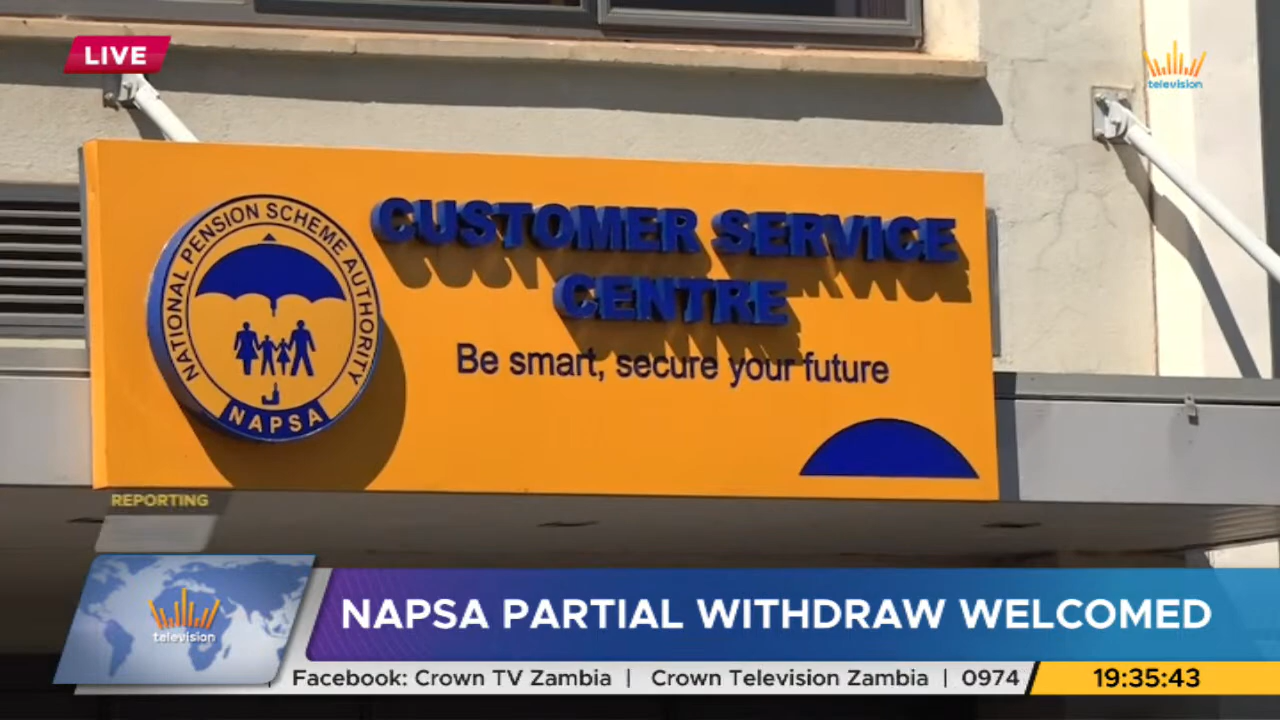 LIVE
television
CUSTOMER SERVICE
CENTRE
Be smart, secure your future
NATIONAL PENSION SCHEME AUTHORITY
NAPSA
REPORTING
television
NAPSA PARTIAL WITHDRAW WELCOMED
Facebook: Crown TV Zambia | Crown Television Zambia | 0974
19:35:43